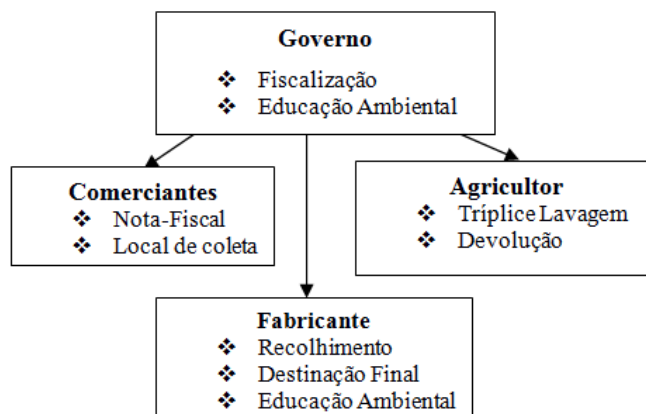 Governo
❖ Fiscalização
❖ Educação Ambiental
Comerciantes
❖ Nota-Fiscal
❖ Local de coleta
Agricultor
❖ Tríplice Lavagem
❖ Devolução
Fabricante
❖ Recolhimento
❖ Destinação Final
❖ Educação Ambiental